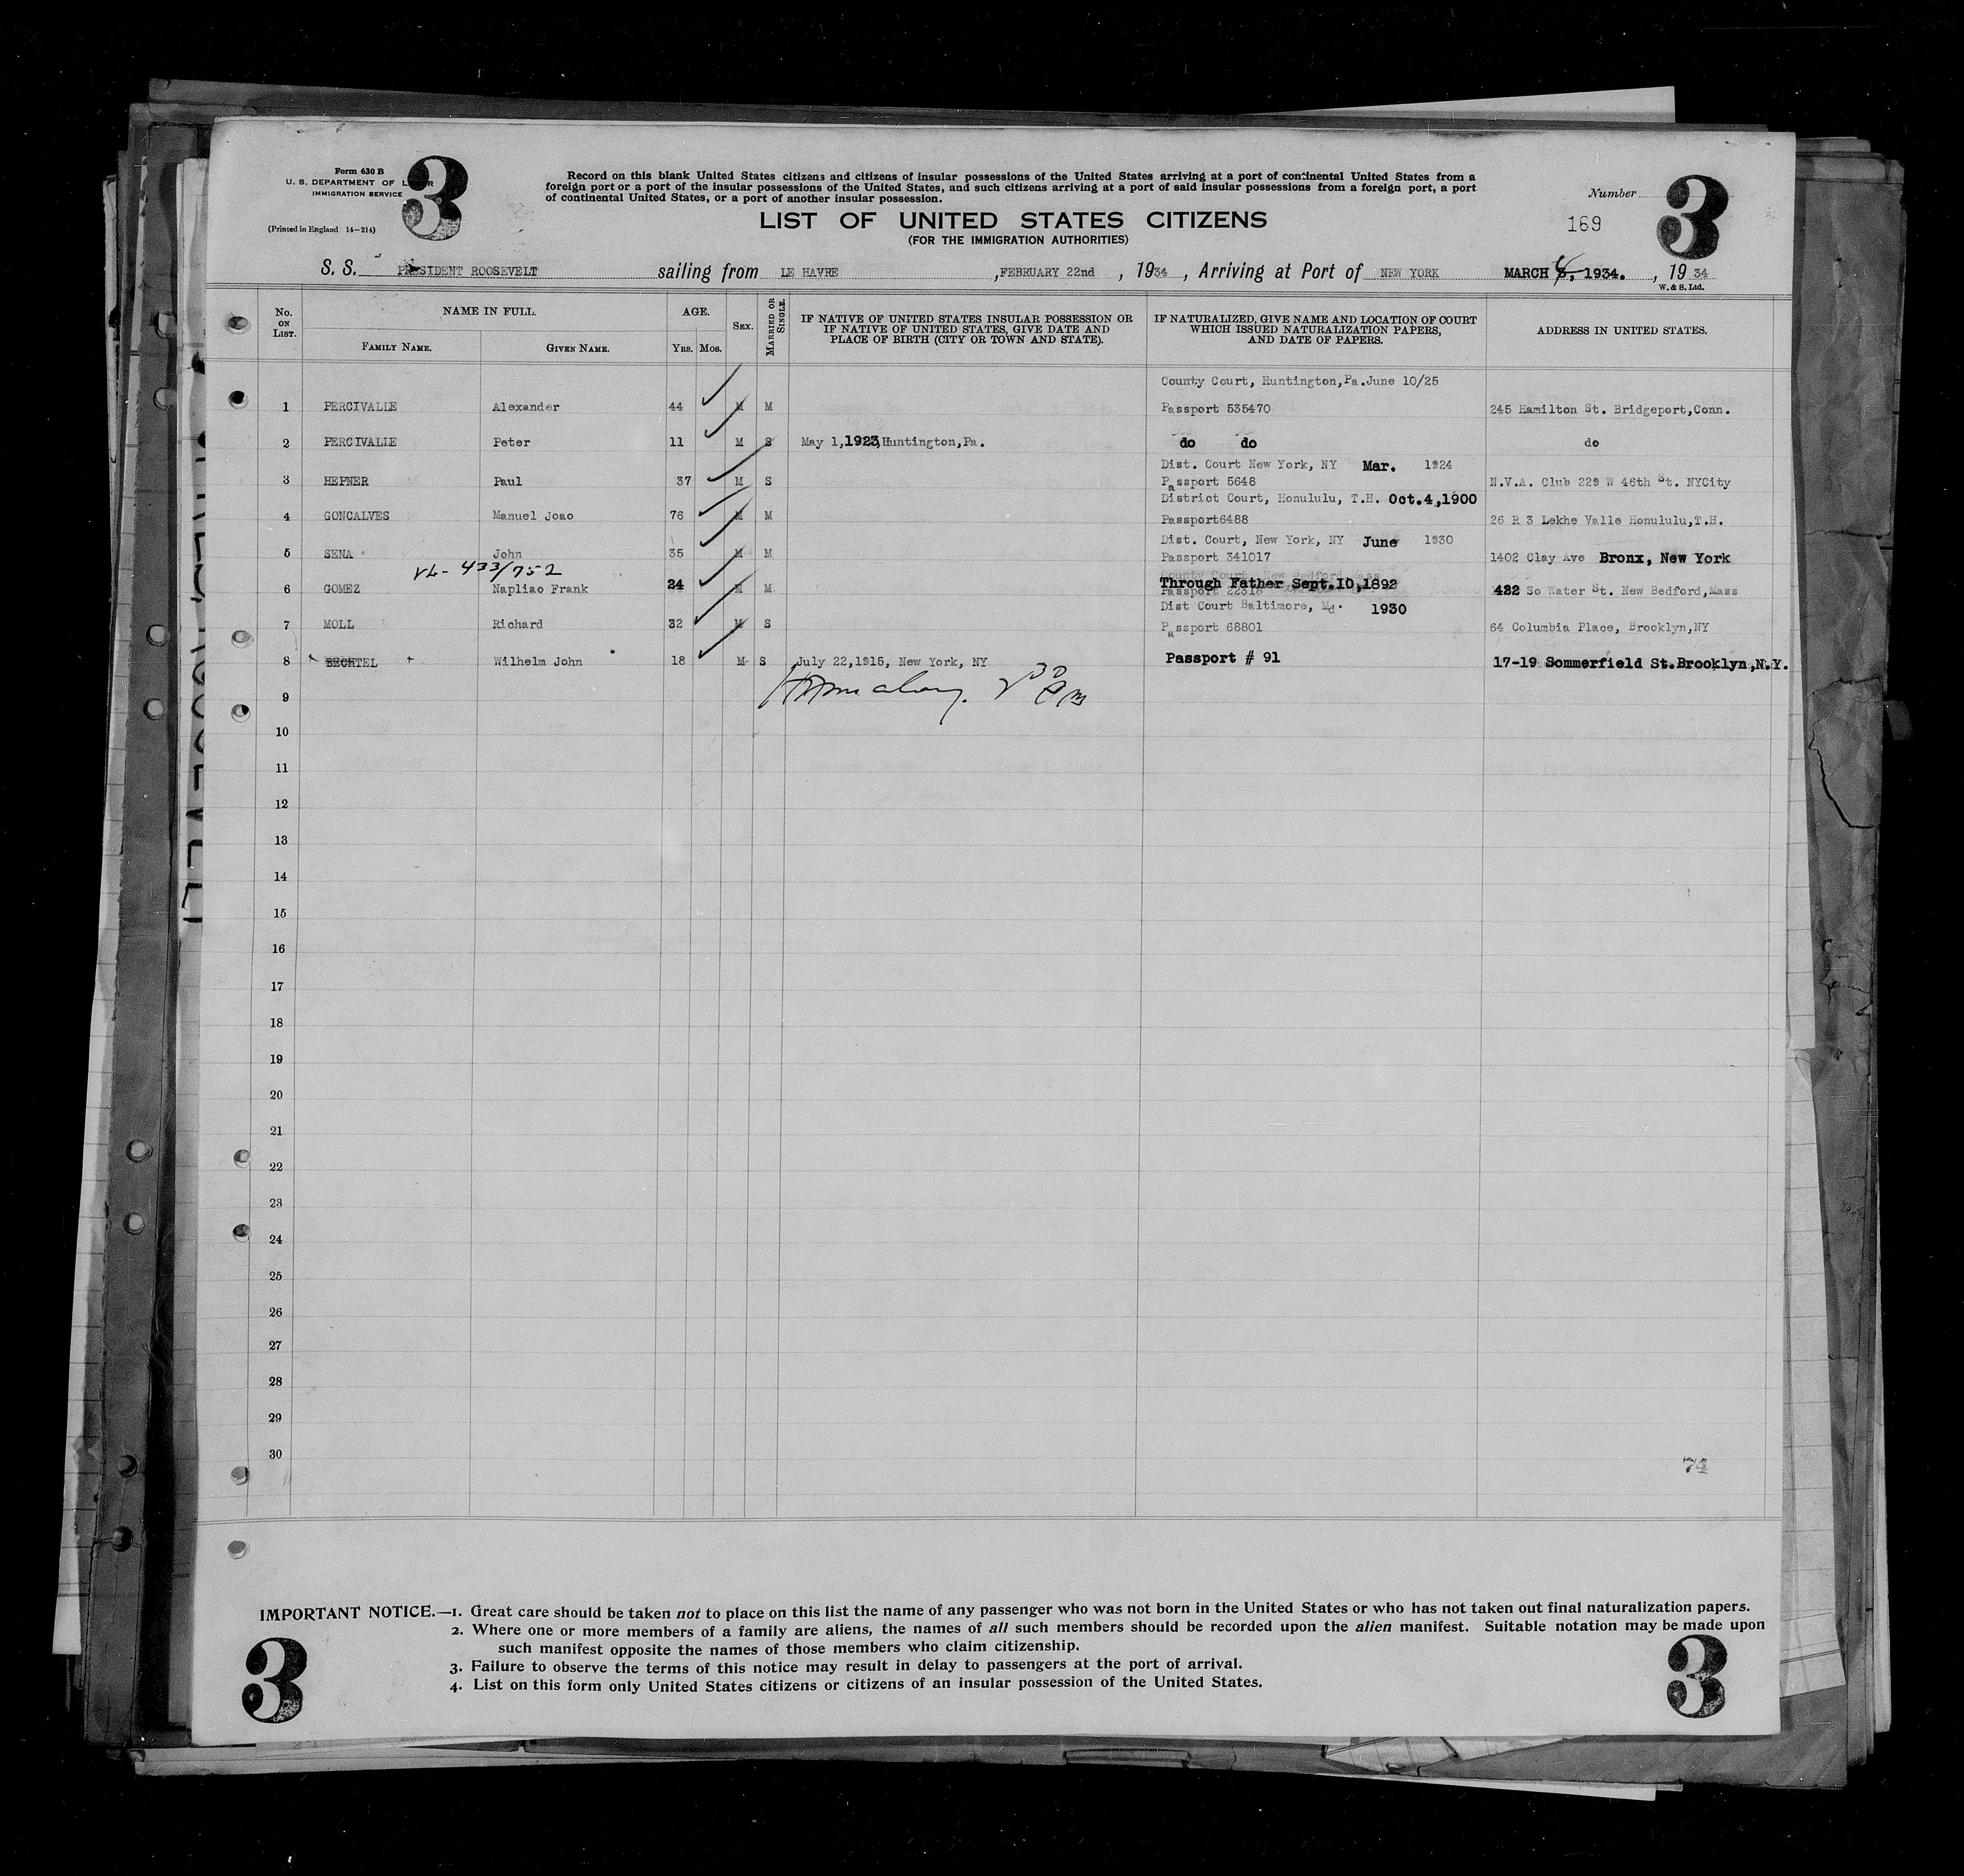 Form 630 B
U. S. DEPARTMENT OF LABOR
IMMIGRATION SERVICE
(Printed in England 14—214)
3
Record on this blank United States citizens and citizens of insular possessions of the United States arriving at a port of continental United States from a
foreign port or a port of the insular possessions of the United States, and such citizens arriving at a port of said insular possessions from a foreign port, a port
of continental United States, or a port of another insular possession.
LIST OF UNITED STATES CITIZENS
(FOR THE IMMIGRATION AUTHORITIES)
Number
169
3
S. S. PRESIDENT ROOSEVELT sailing from LE HAVRE , FEBRUARY 22nd , 1934 , Arriving at Port of NEW YORK MARCH 4 5, 1934. , 19 34
W. & S. Ltd.
No. ON LIST. NAME IN FULL. AGE. SEX. MARRIED OR SINGLE. IF NATIVE OF UNITED STATES INSULAR POSSESSION OR IF NATIVE OF UNITED STATES, GIVE DATE AND PLACE OF BIRTH (CITY OR TOWN AND STATE). IF NATURALIZED, GIVE NAME AND LOCATION OF COURT WHICH ISSUED NATURALIZATION PAPERS, AND DATE OF PAPERS. ADDRESS IN UNITED STATES.
FAMILY NAME. GIVEN NAME. YRS. MOS.
County Court, Huntington,Pa.June 10/25
1 PERCIVALLE Alexander 44 M M Passport 535470 245 Hamilton St. Bridgeport,Conn.
2 PERCIVALLE Peter 11 M S May 1,1923,Huntington,Pa. do do do
Dist. Court New York, NY Mar. 1924
3 HEPNER Paul 37 M S Passport 5648 N.V.A. Club 229 W 46th St. NYCity
District Court, Honolulu, T.H. Oct.4,1900
4 GONCALVES Manuel Joao 76 M M Passport6488 26 R 3 Lekhe Valle Honululu,T.H.
Dist. Court, New York, NY June 1930
5 SENA John 35 M M Passport 341017 1402 Clay Ave Bronx, New York
VL- 433/752
County Court, New Bedford,Mass
Through Father Sept.10,1892
6 GOMEZ Napliao Frank 24 M M Passport 22318 422 So Water St. New Bedford,Mass
Dist Court Baltimore, Md. 1930
7 MOLL Richard 32 M S Passport 68801 64 Columbia Place, Brooklyn,NY
8 BECHTEL Wilhelm John 18 M S July 22,1915, New York, NY Passport # 91 17-19 Sommerfield St.Brooklyn,N.Y.
9
10
11
12
13
14
15
16
17
18
19
20
21
22
23
24
25
26
27
28
29
30
74
IMPORTANT NOTICE.—1. Great care should be taken not to place on this list the name of any passenger who was not born in the United States or who has not taken out final naturalization papers.
2. Where one or more members of a family are aliens, the names of all such members should be recorded upon the alien manifest. Suitable notation may be made upon
such manifest opposite the names of those members who claim citizenship.
3. Failure to observe the terms of this notice may result in delay to passengers at the port of arrival.
4. List on this form only United States citizens or citizens of an insular possession of the United States.
3
3